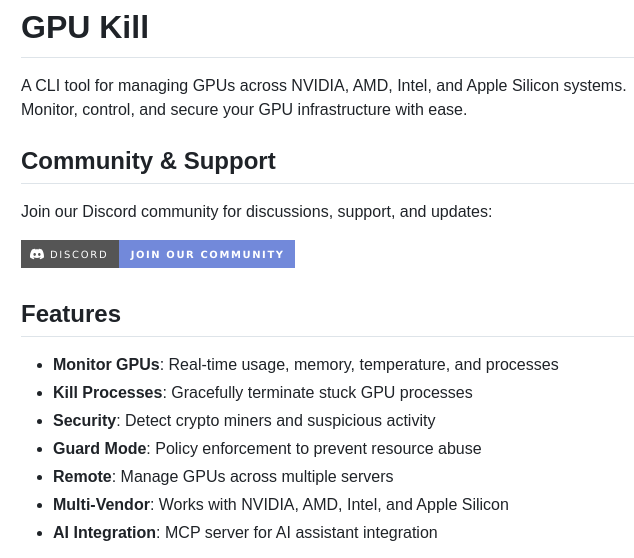 GPU Kill
A CLI tool for managing GPUs across NVIDIA, AMD, Intel, and Apple Silicon systems.
Monitor, control, and secure your GPU infrastructure with ease.
Community & Support
Join our Discord community for discussions, support, and updates:
DISCORD JOIN OUR COMMUNITY
Features
• Monitor GPUs: Real-time usage, memory, temperature, and processes
• Kill Processes: Gracefully terminate stuck GPU processes
• Security: Detect crypto miners and suspicious activity
• Guard Mode: Policy enforcement to prevent resource abuse
• Remote: Manage GPUs across multiple servers
• Multi-Vendor: Works with NVIDIA, AMD, Intel, and Apple Silicon
• AI Integration: MCP server for AI assistant integration